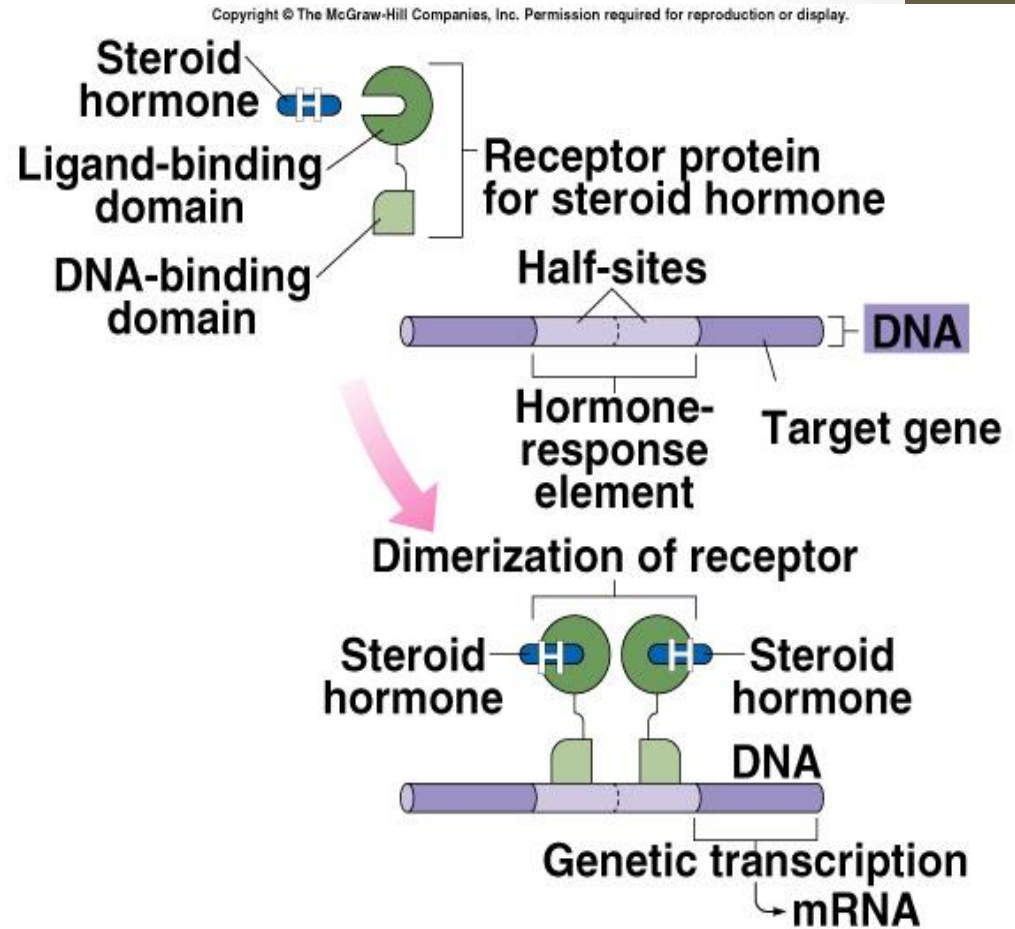 Copyright © The McGraw-Hill Companies, Inc. Permission required for reproduction or display.
Steroid
hormone
H
Ligand-binding
domain
DNA-binding
domain
Receptor protein
for steroid hormone
Half-sites
DNA
Hormone-
response
element
Target gene
Dimerization of receptor
Steroid
hormone
H
H
Steroid
hormone
DNA
Genetic transcription
mRNA